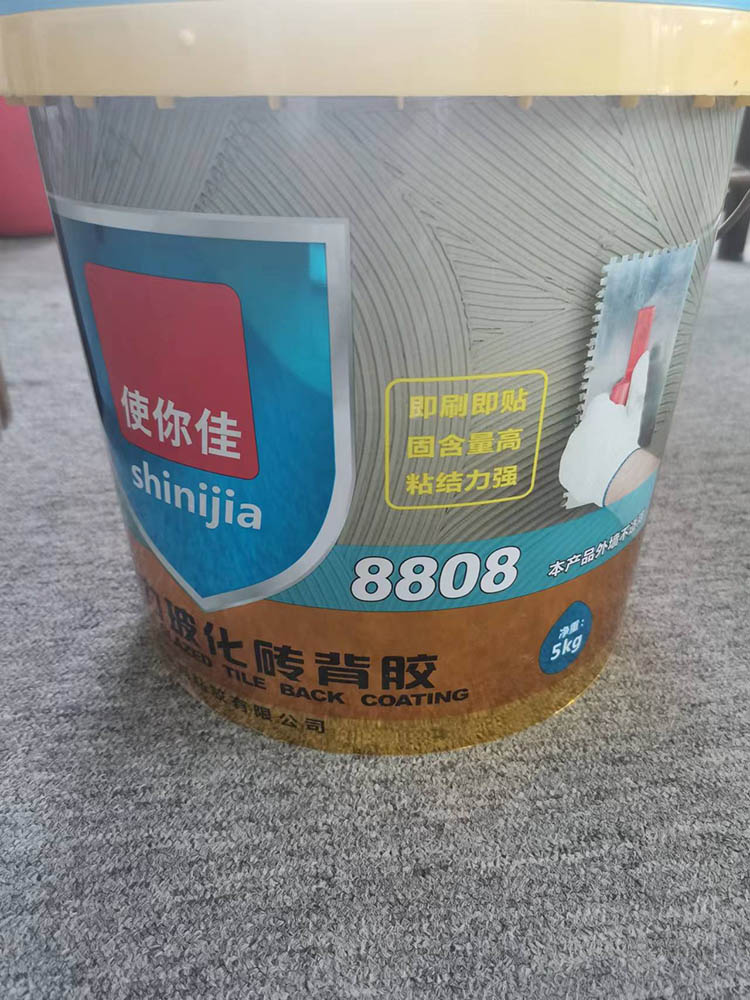 使你佳
shinijia
即刷即贴
固含量高
粘结力强
8808
本产品外墙不
净重:
5kg
玻化砖背胶
TILE BACK COATING
有限公司